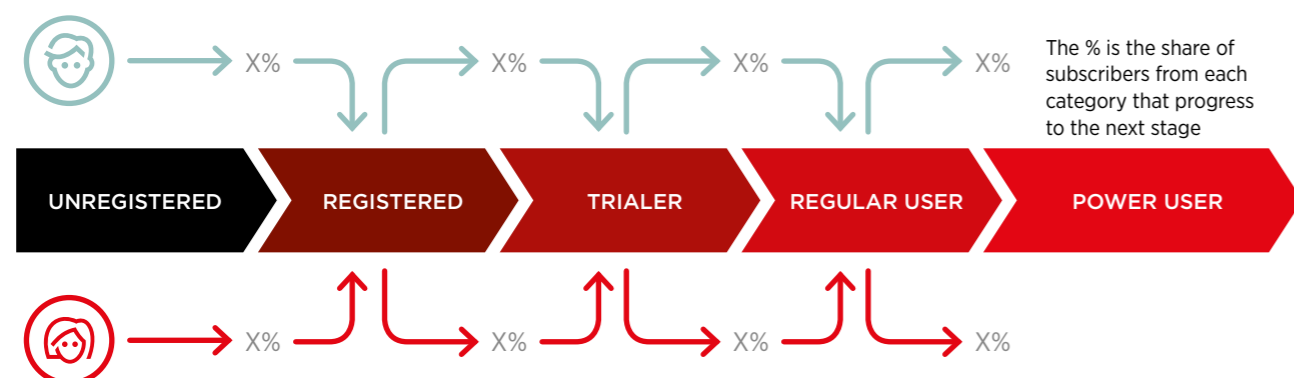 X% X% X% X%
The % is the share of
subscribers from each
category that progress
to the next stage
UNREGISTERED REGISTERED TRIALER REGULAR USER POWER USER
X% X% X% X%